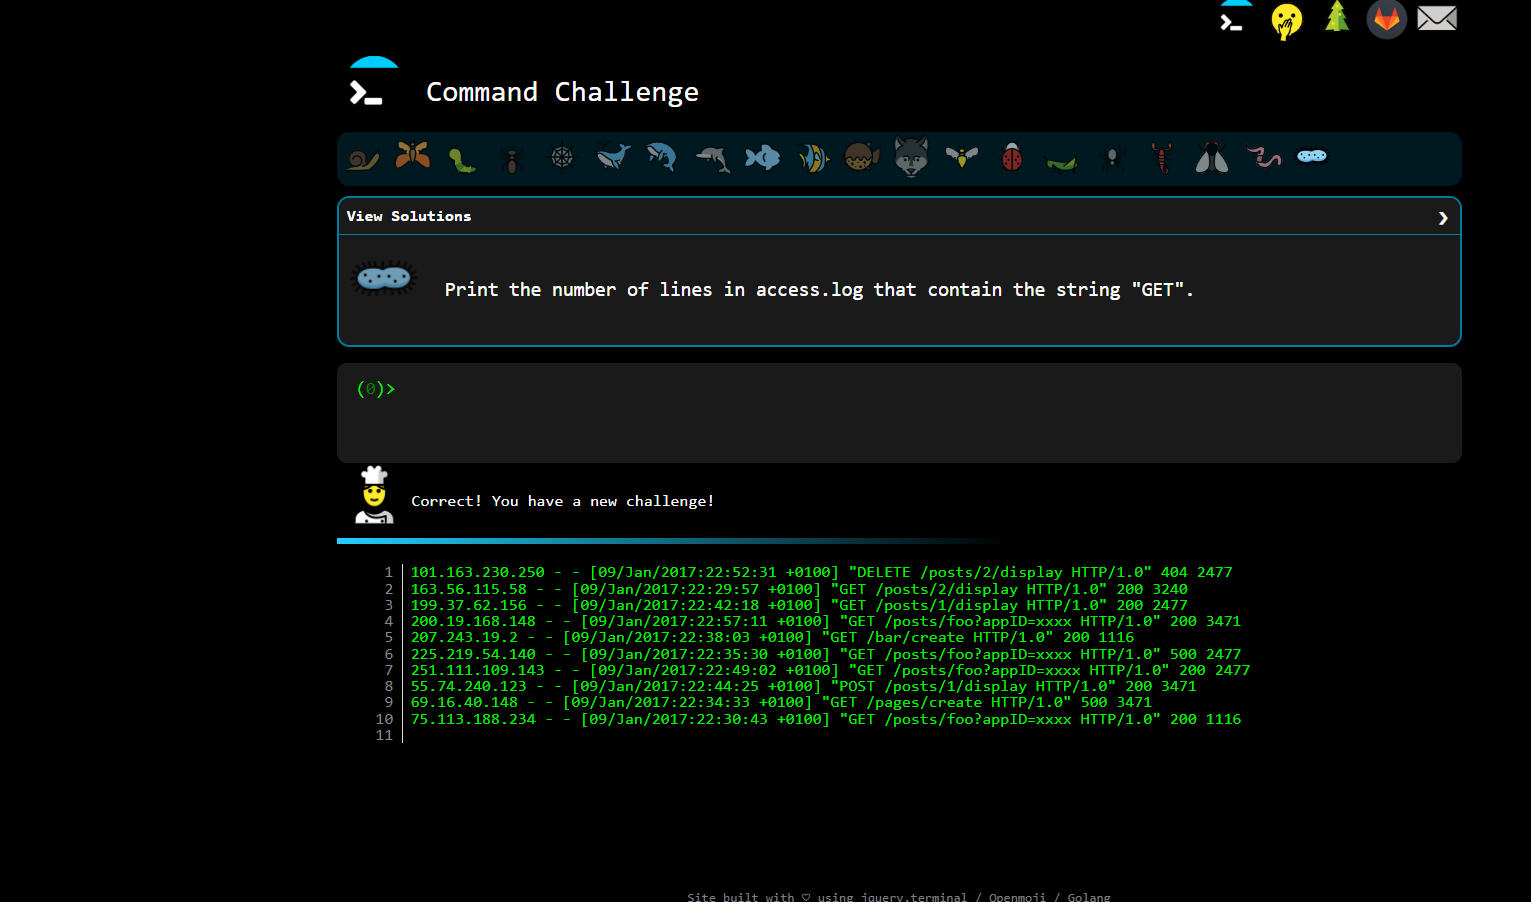 Command Challenge
View Solutions
Print the number of lines in access.log that contain the string "GET".
(0)>
Correct! You have a new challenge!
1 101.163.230.250 - - [09/Jan/2017:22:52:31 +0100] "DELETE /posts/2/display HTTP/1.0" 404 2477
2 163.56.115.58 - - [09/Jan/2017:22:29:57 +0100] "GET /posts/2/display HTTP/1.0" 200 3240
3 199.37.62.156 - - [09/Jan/2017:22:42:18 +0100] "GET /posts/1/display HTTP/1.0" 200 2477
4 200.19.168.148 - - [09/Jan/2017:22:57:11 +0100] "GET /posts/foo?appID=xxxx HTTP/1.0" 200 3471
5 207.243.19.2 - - [09/Jan/2017:22:38:03 +0100] "GET /bar/create HTTP/1.0" 200 1116
6 225.219.54.140 - - [09/Jan/2017:22:35:30 +0100] "GET /posts/foo?appID=xxxx HTTP/1.0" 500 2477
7 251.111.109.143 - - [09/Jan/2017:22:49:02 +0100] "GET /posts/foo?appID=xxxx HTTP/1.0" 200 2477
8 55.74.240.123 - - [09/Jan/2017:22:44:25 +0100] "POST /posts/1/display HTTP/1.0" 200 3471
9 69.16.40.148 - - [09/Jan/2017:22:34:33 +0100] "GET /pages/create HTTP/1.0" 500 3471
10 75.113.188.234 - - [09/Jan/2017:22:30:43 +0100] "GET /posts/foo?appID=xxxx HTTP/1.0" 200 1116
11
Site built with ♡ using jquery.terminal / Openmoji / Golang